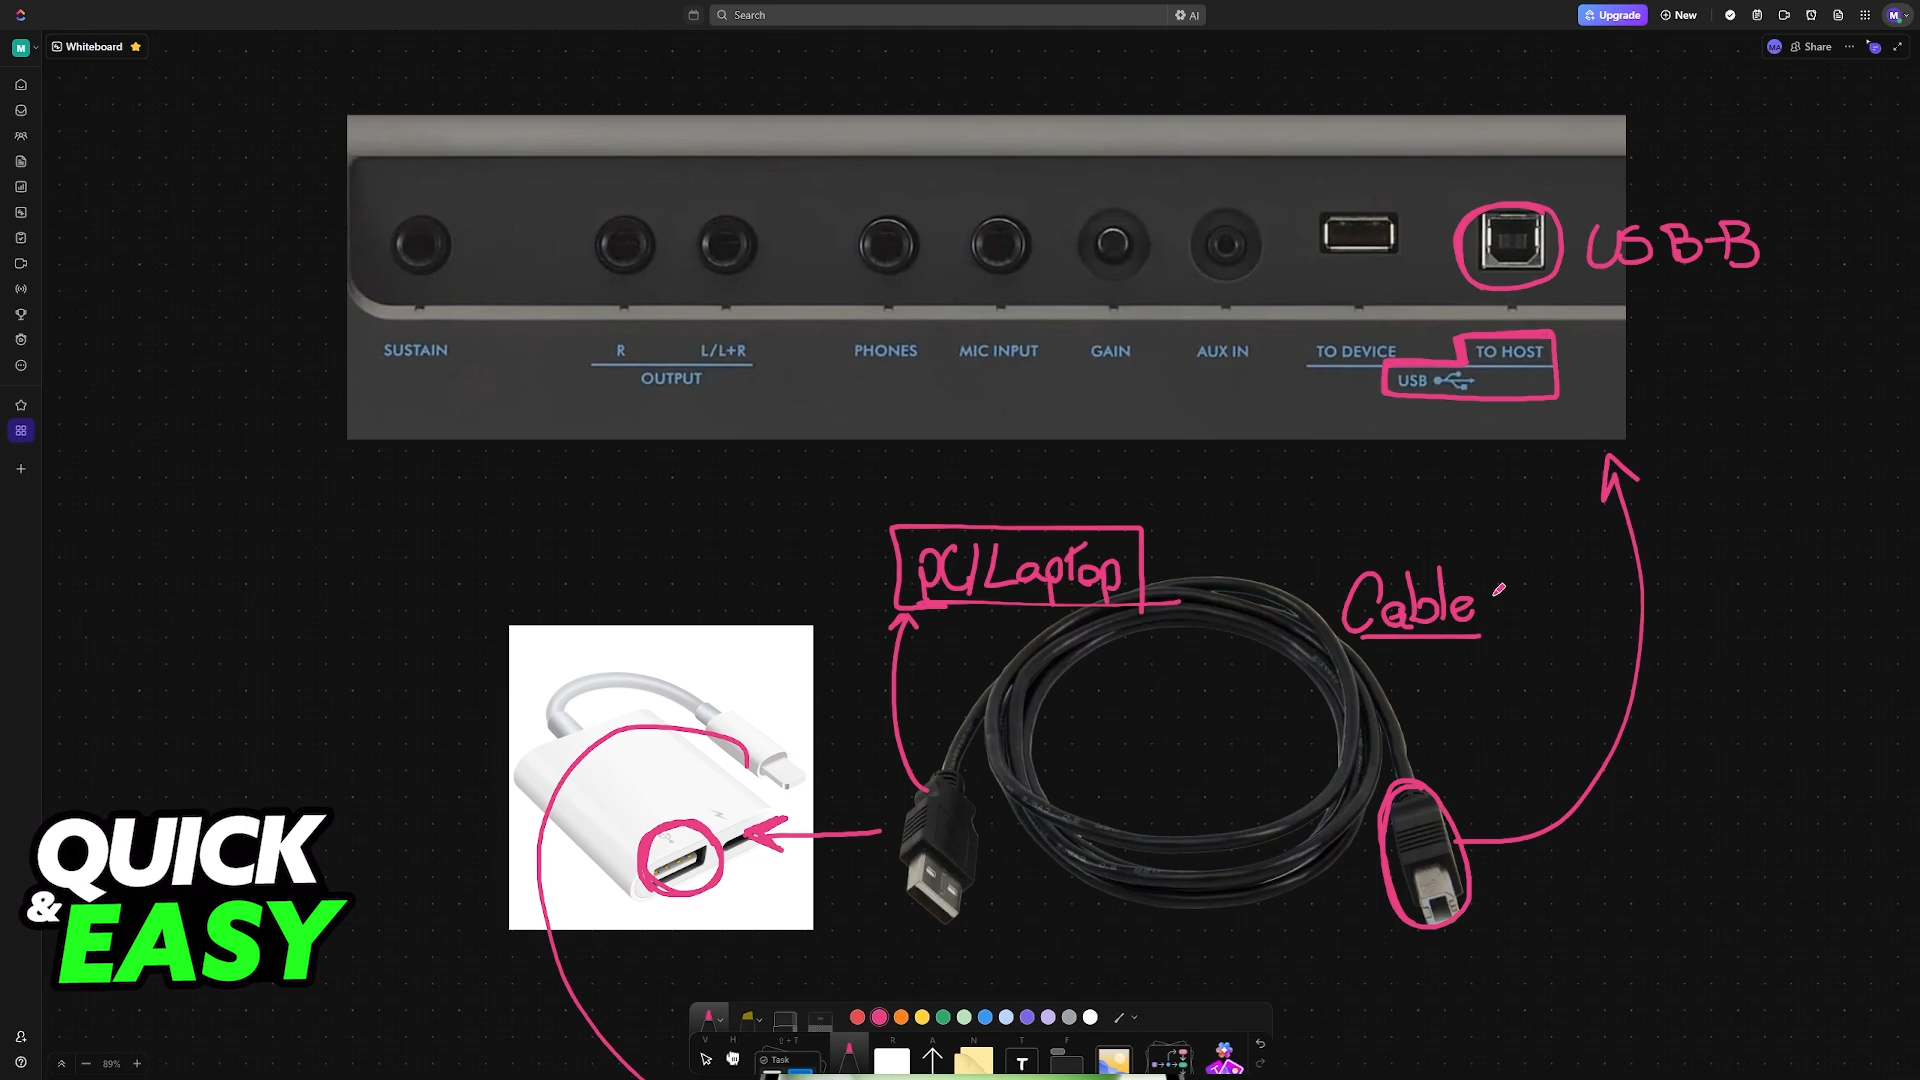 Search
AI
Upgrade
New
M
Whiteboard
MA
Share
M
USB-B
SUSTAIN
R
L/L+R
OUTPUT
PHONES
MIC INPUT
GAIN
AUX IN
TO DEVICE
TO HOST
USB
PC/Laptop
Cable
QUICK
& EASY
V
H
⇧+T
R
A
N
T
F
Task
T
89%